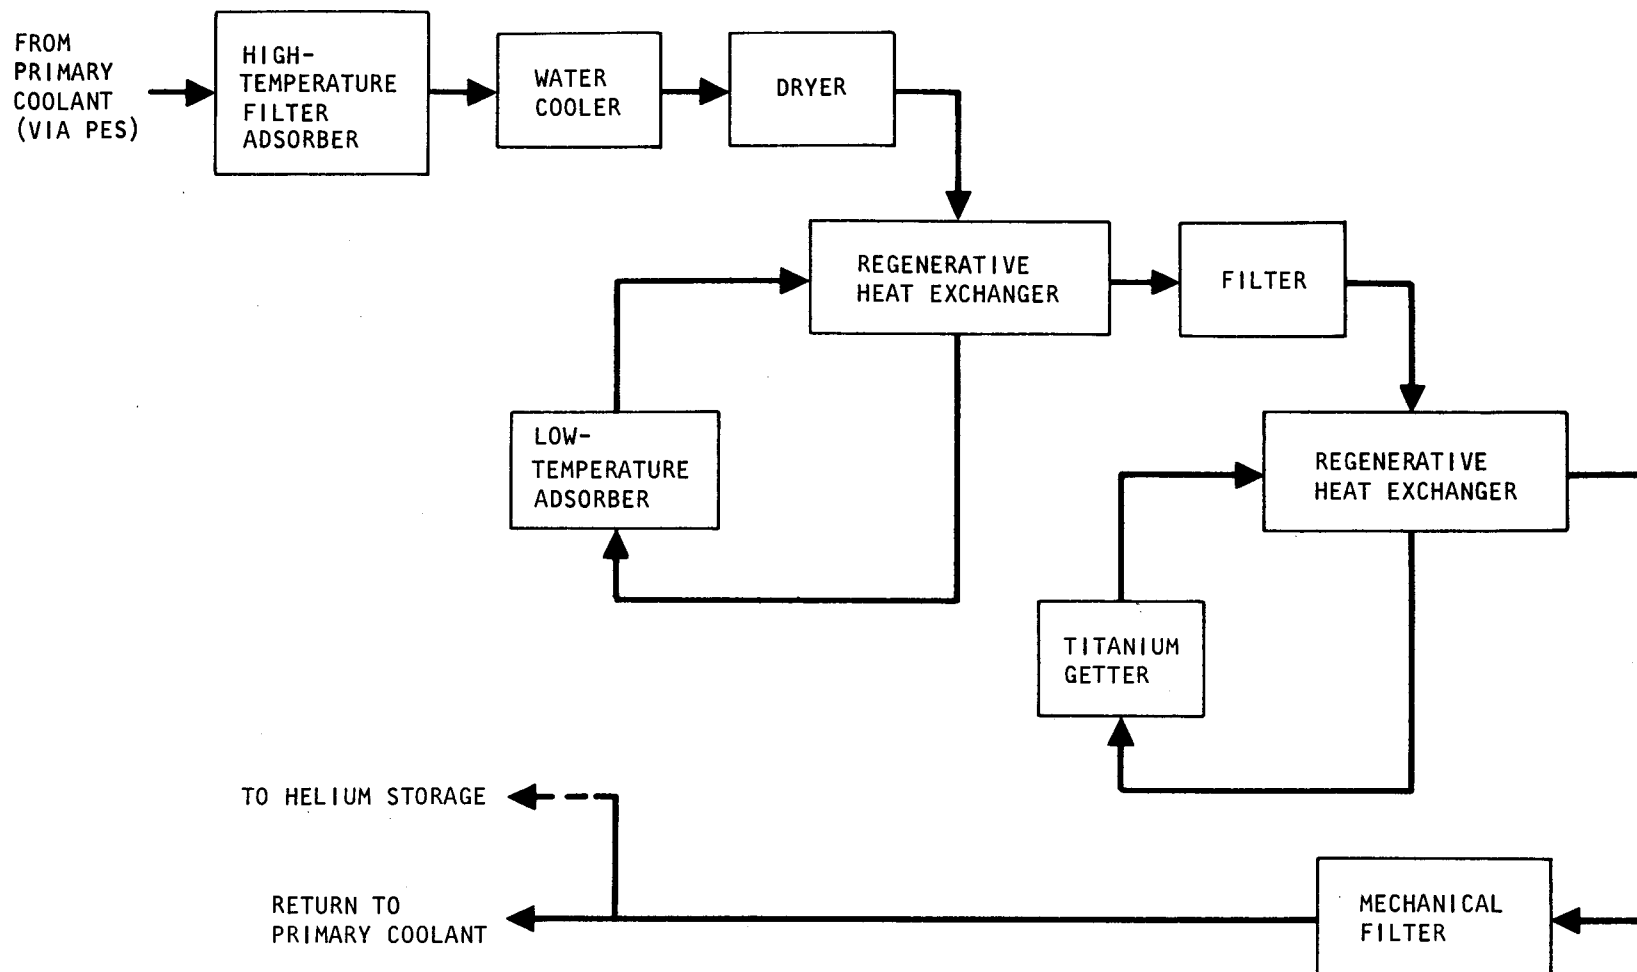 FROM
PRIMARY
COOLANT
(VIA PES)
HIGH-
TEMPERATURE
FILTER
ADSORBER
WATER
COOLER
DRYER
REGENERATIVE
HEAT EXCHANGER
FILTER
LOW-
TEMPERATURE
ADSORBER
REGENERATIVE
HEAT EXCHANGER
TITANIUM
GETTER
TO HELIUM STORAGE
RETURN TO
PRIMARY COOLANT
MECHANICAL
FILTER